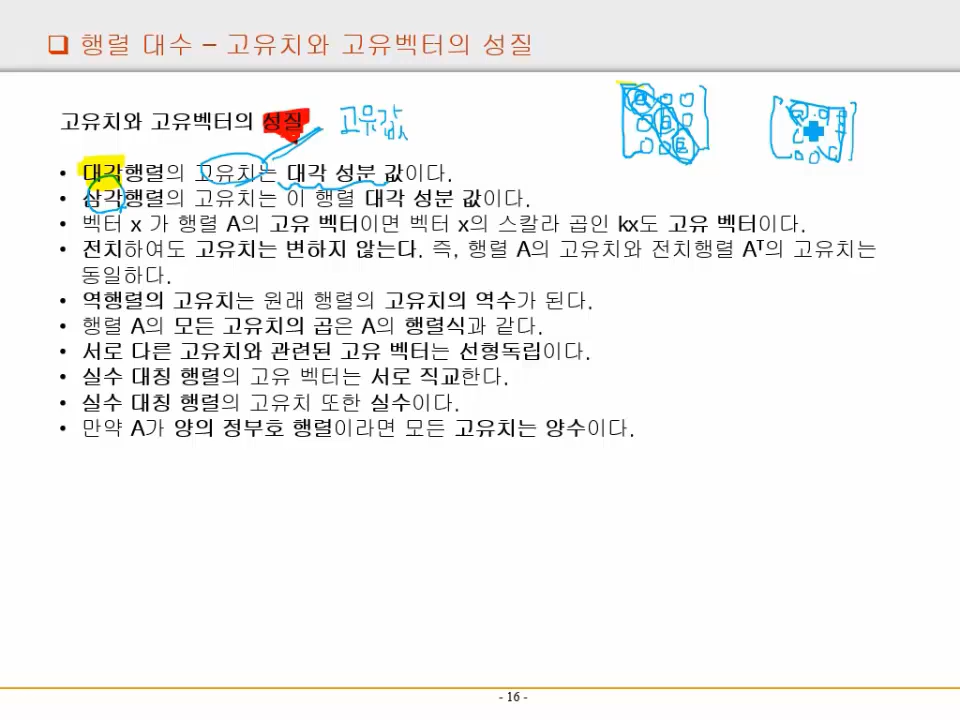 ❑ 행렬 대수 – 고유치와 고유벡터의 성질
고유치와 고유벡터의 성질
고유값
• 대각행렬의 고유치는 대각 성분 값이다.
• 삼각행렬의 고유치는 이 행렬 대각 성분 값이다.
• 벡터 x 가 행렬 A의 고유 벡터이면 벡터 x의 스칼라 곱인 kx도 고유 벡터이다.
• 전치하여도 고유치는 변하지 않는다. 즉, 행렬 A의 고유치와 전치행렬 Aᵀ의 고유치는
동일하다.
• 역행렬의 고유치는 원래 행렬의 고유치의 역수가 된다.
• 행렬 A의 모든 고유치의 곱은 A의 행렬식과 같다.
• 서로 다른 고유치와 관련된 고유 벡터는 선형독립이다.
• 실수 대칭 행렬의 고유 벡터는 서로 직교한다.
• 실수 대칭 행렬의 고유치 또한 실수이다.
• 만약 A가 양의 정부호 행렬이라면 모든 고유치는 양수이다.
- 16 -